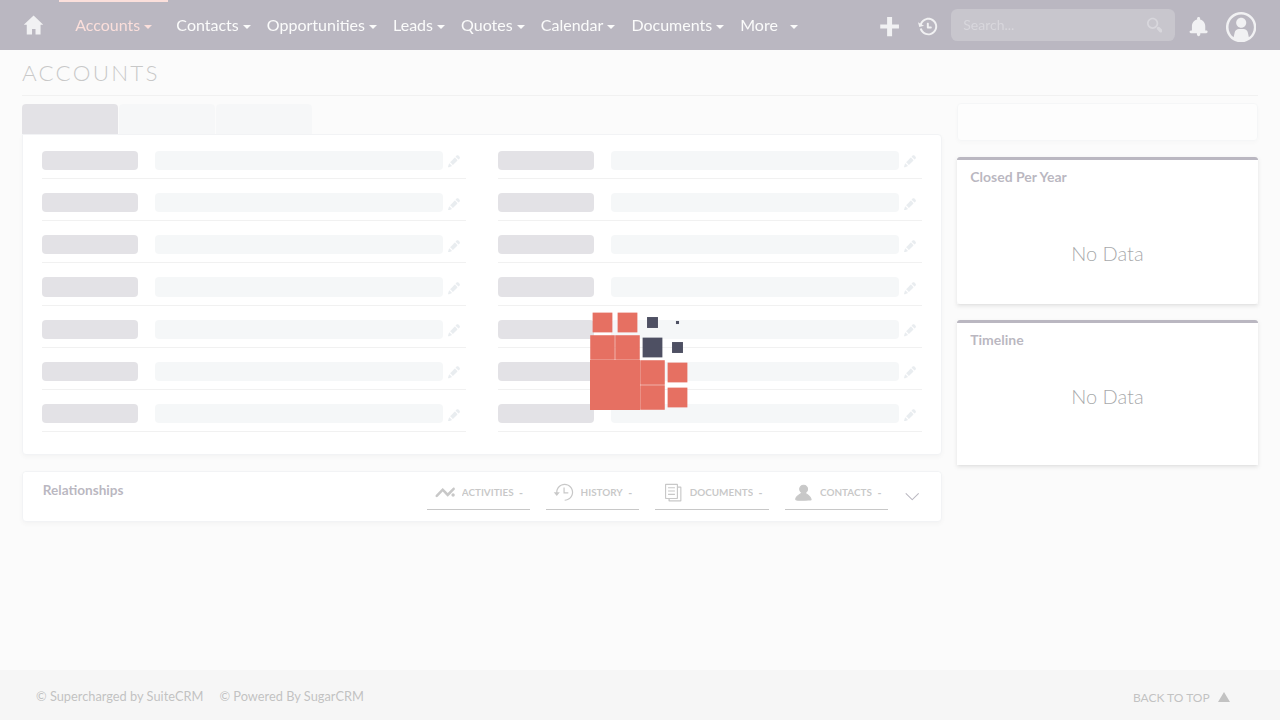 Accounts Contacts Opportunities Leads Quotes Calendar Documents More Search...
ACCOUNTS
Closed Per Year
No Data
Timeline
No Data
Relationships ACTIVITIES - HISTORY - DOCUMENTS - CONTACTS -
© Supercharged by SuiteCRM © Powered By SugarCRM BACK TO TOP